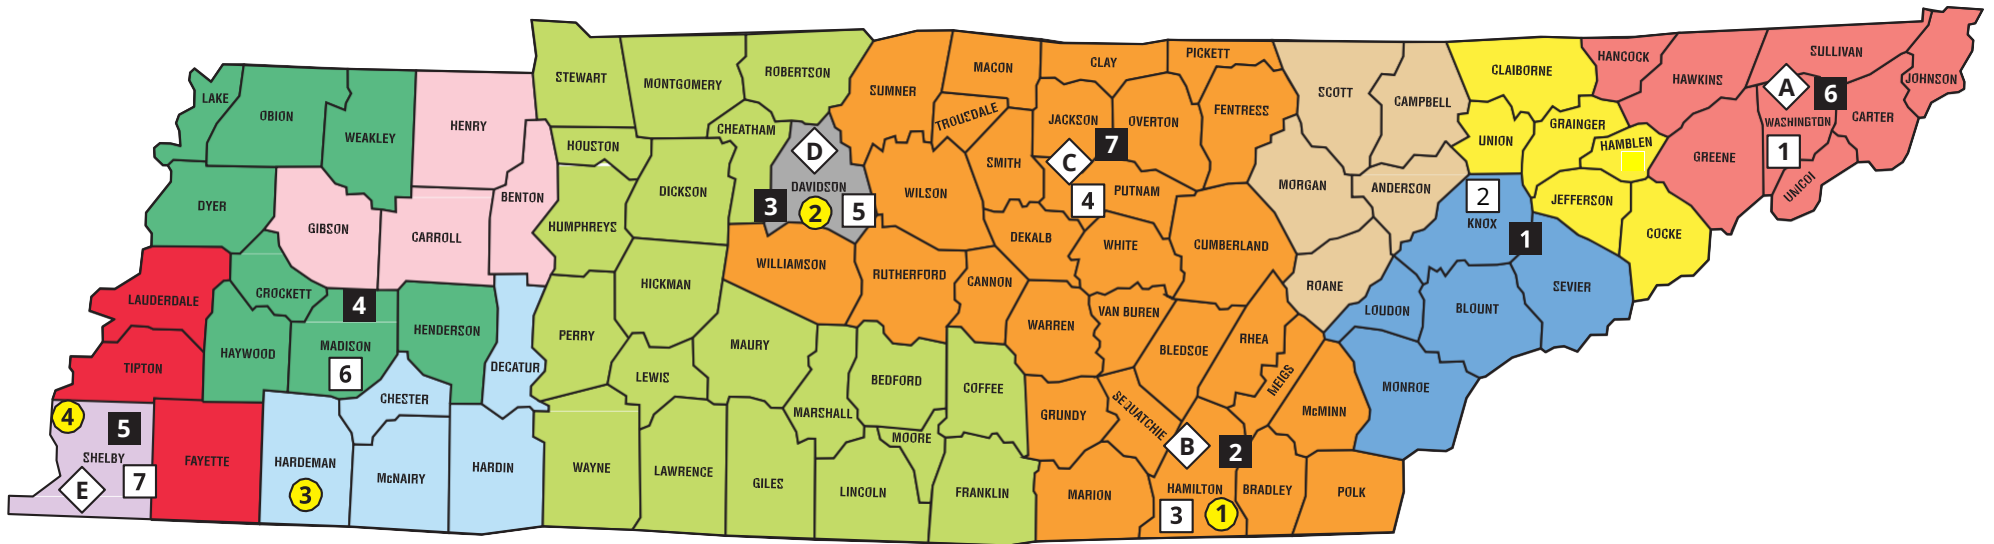 LAKE
OBION
WEAKLEY
HENRY
STEWART
MONTGOMERY
ROBERTSON
SUMNER
MACON
CLAY
PICKETT
SCOTT
CAMPBELL
CLAIBORNE
HANCOCK
HAWKINS
SULLIVAN
JOHNSON
HOUSTON
CHEATHAM
TROUSDALE
JACKSON
OVERTON
FENTRESS
UNION
GRAINGER
HAMBLEN
A
6
WASHINGTON
CARTER
DYER
GIBSON
CARROLL
BENTON
HUMPHREYS
DICKSON
D
DAVIDSON
3
2
5
WILSON
SMITH
C
7
4
PUTNAM
MORGAN
ANDERSON
2
KNOX
1
JEFFERSON
COCKE
GREENE
1
UNICOI
LAUDERDALE
CROCKETT
4
HICKMAN
WILLIAMSON
RUTHERFORD
CANNON
DEKALB
WHITE
CUMBERLAND
ROANE
LOUDON
BLOUNT
SEVIER
TIPTON
HAYWOOD
MADISON
6
HENDERSON
DECATUR
PERRY
LEWIS
MAURY
BEDFORD
COFFEE
WARREN
VAN BUREN
BLEDSOE
RHEA
MEIGS
McMINN
MONROE
4
5
SHELBY
E
7
FAYETTE
HARDEMAN
3
CHESTER
McNAIRY
HARDIN
WAYNE
LAWRENCE
GILES
MARSHALL
MOORE
LINCOLN
FRANKLIN
GRUNDY
SEQUATCHIE
MARION
B
2
HAMILTON
3
1
BRADLEY
POLK